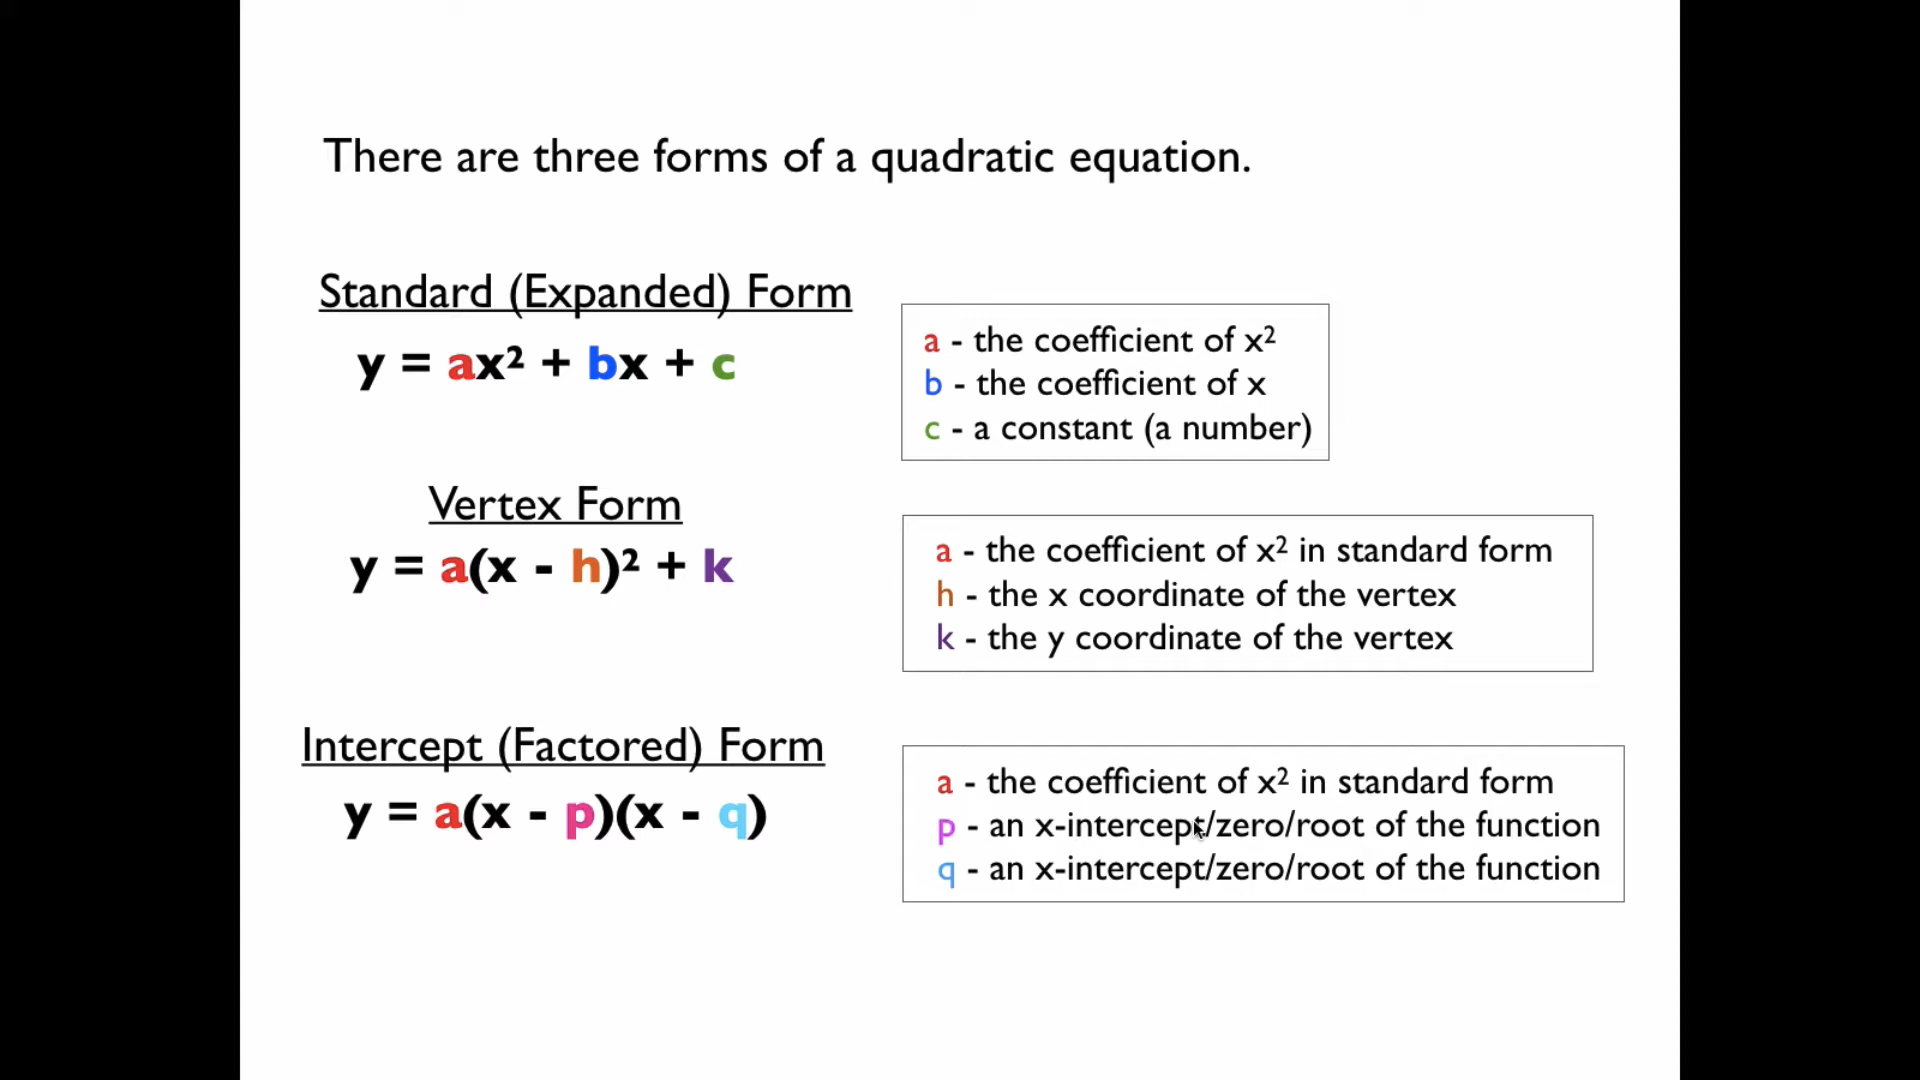 There are three forms of a quadratic equation.
Standard (Expanded) Form
y = ax² + bx + c
a - the coefficient of x²
b - the coefficient of x
c - a constant (a number)
Vertex Form
y = a(x - h)² + k
a - the coefficient of x² in standard form
h - the x coordinate of the vertex
k - the y coordinate of the vertex
Intercept (Factored) Form
y = a(x - p)(x - q)
a - the coefficient of x² in standard form
p - an x-intercept/zero/root of the function
q - an x-intercept/zero/root of the function